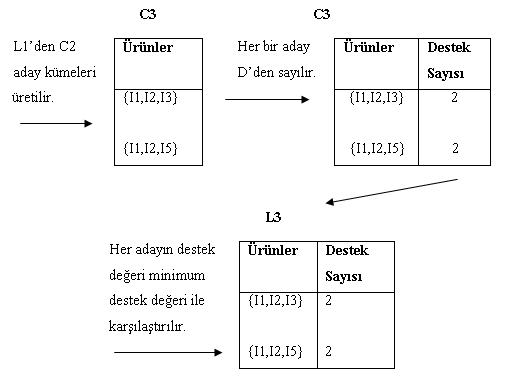 C3
C3
L1'den C2
aday kümeleri
üretilir.
Ürünler
{I1,I2,I3}
{I1,I2,I5}
Her bir aday
D'den sayılır.
Ürünler
Destek
Sayısı
{I1,I2,I3}
2
{I1,I2,I5}
2
L3
Her adayın destek
değeri minimum
destek değeri ile
karşılaştırılır.
Ürünler
Destek
Sayısı
{I1,I2,I3}
2
{I1,I2,I5}
2